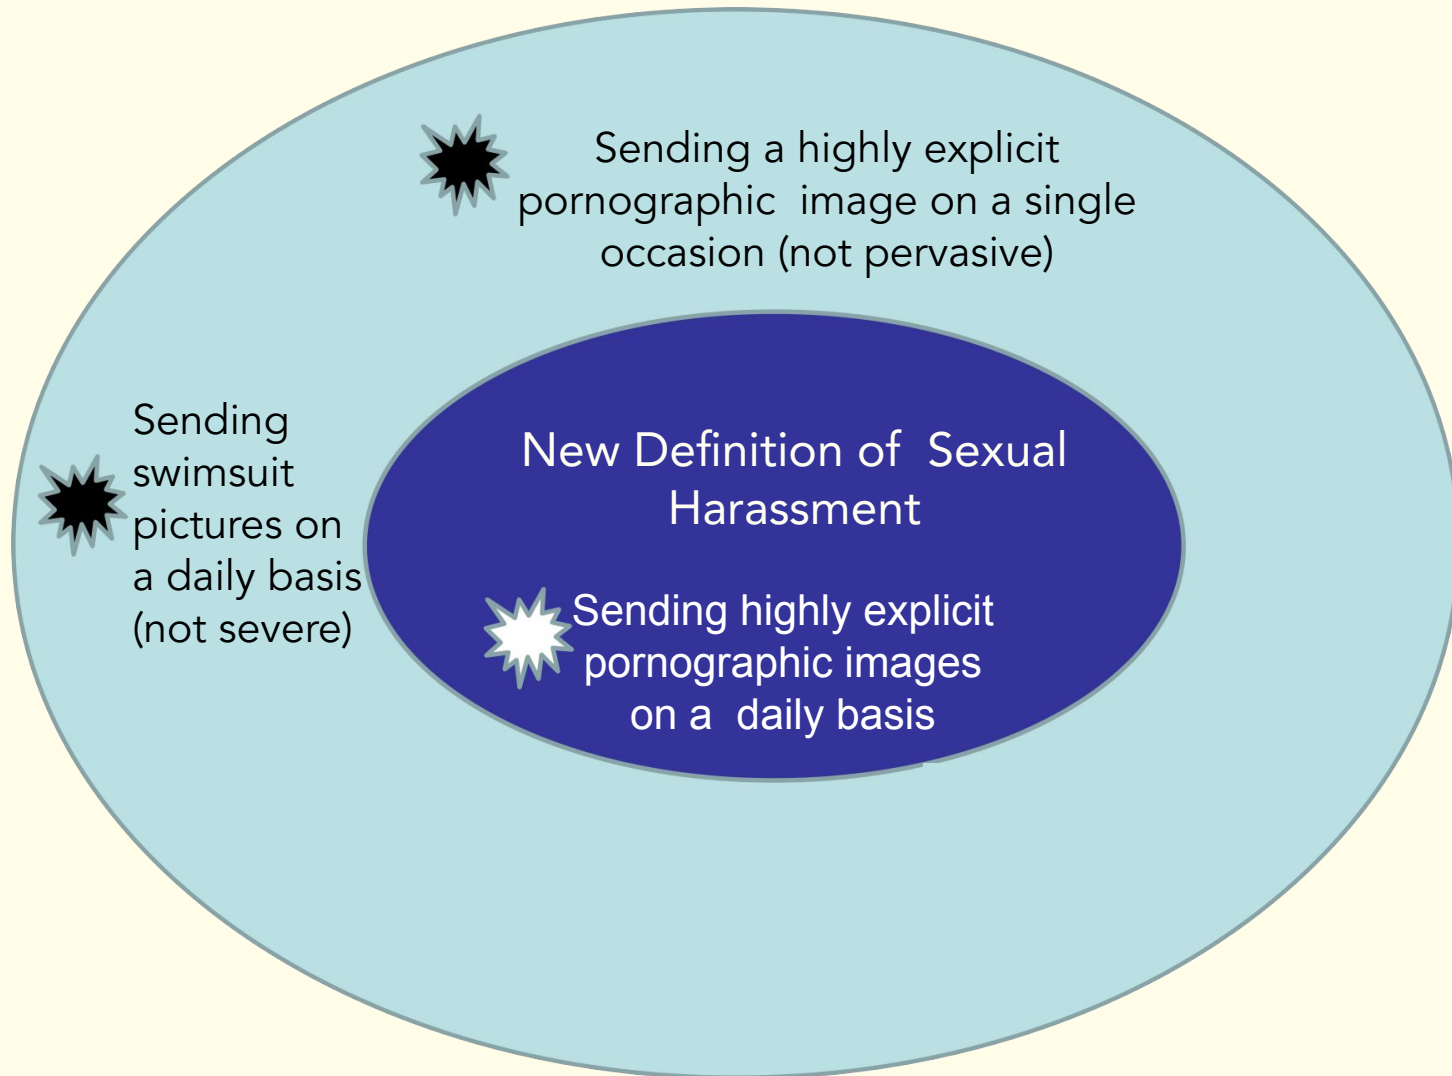 Sending a highly explicit
pornographic  image on a single
occasion (not pervasive)
Sending
swimsuit
pictures on
a daily basis
(not severe)
New Definition of  Sexual
Harassment
Sending highly explicit
pornographic images
on a  daily basis